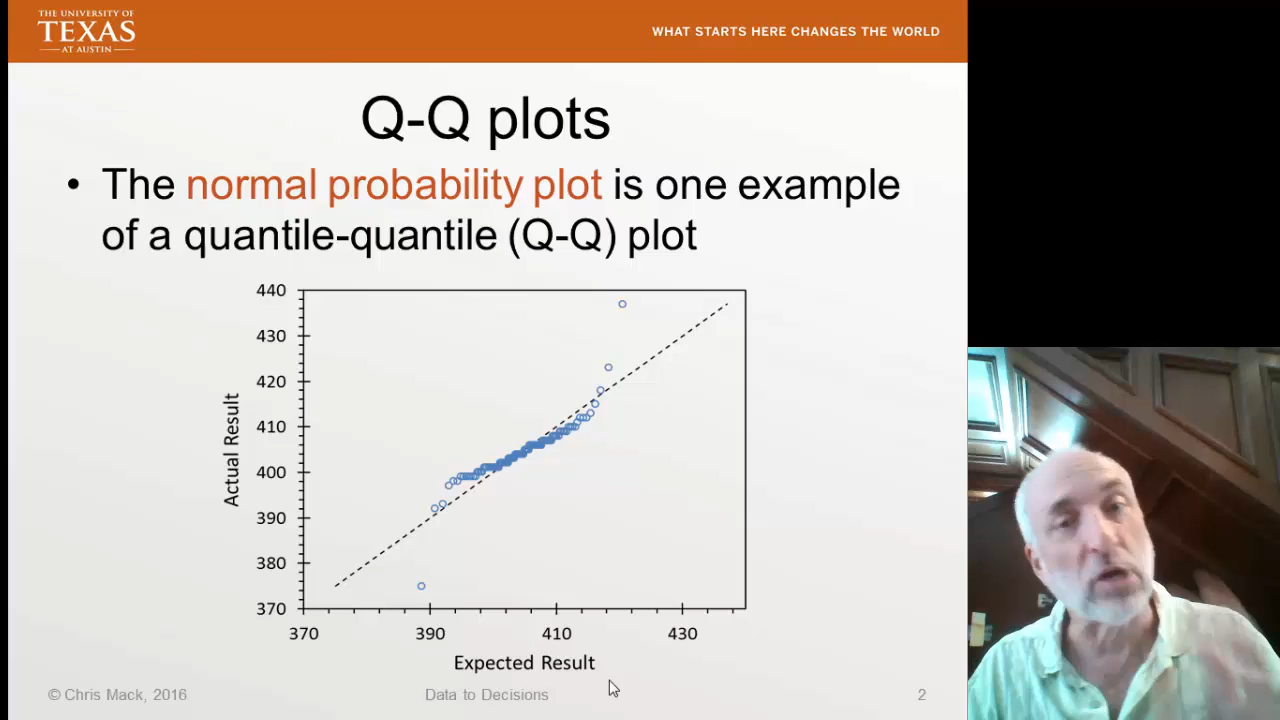 THE UNIVERSITY OF
TEXAS
AT AUSTIN
WHAT STARTS HERE CHANGES THE WORLD
Q-Q plots
• The normal probability plot is one example
of a quantile-quantile (Q-Q) plot
440
430
420
410
400
390
380
370
Actual Result
370 390 410 430
Expected Result
© Chris Mack, 2016
Data to Decisions
2